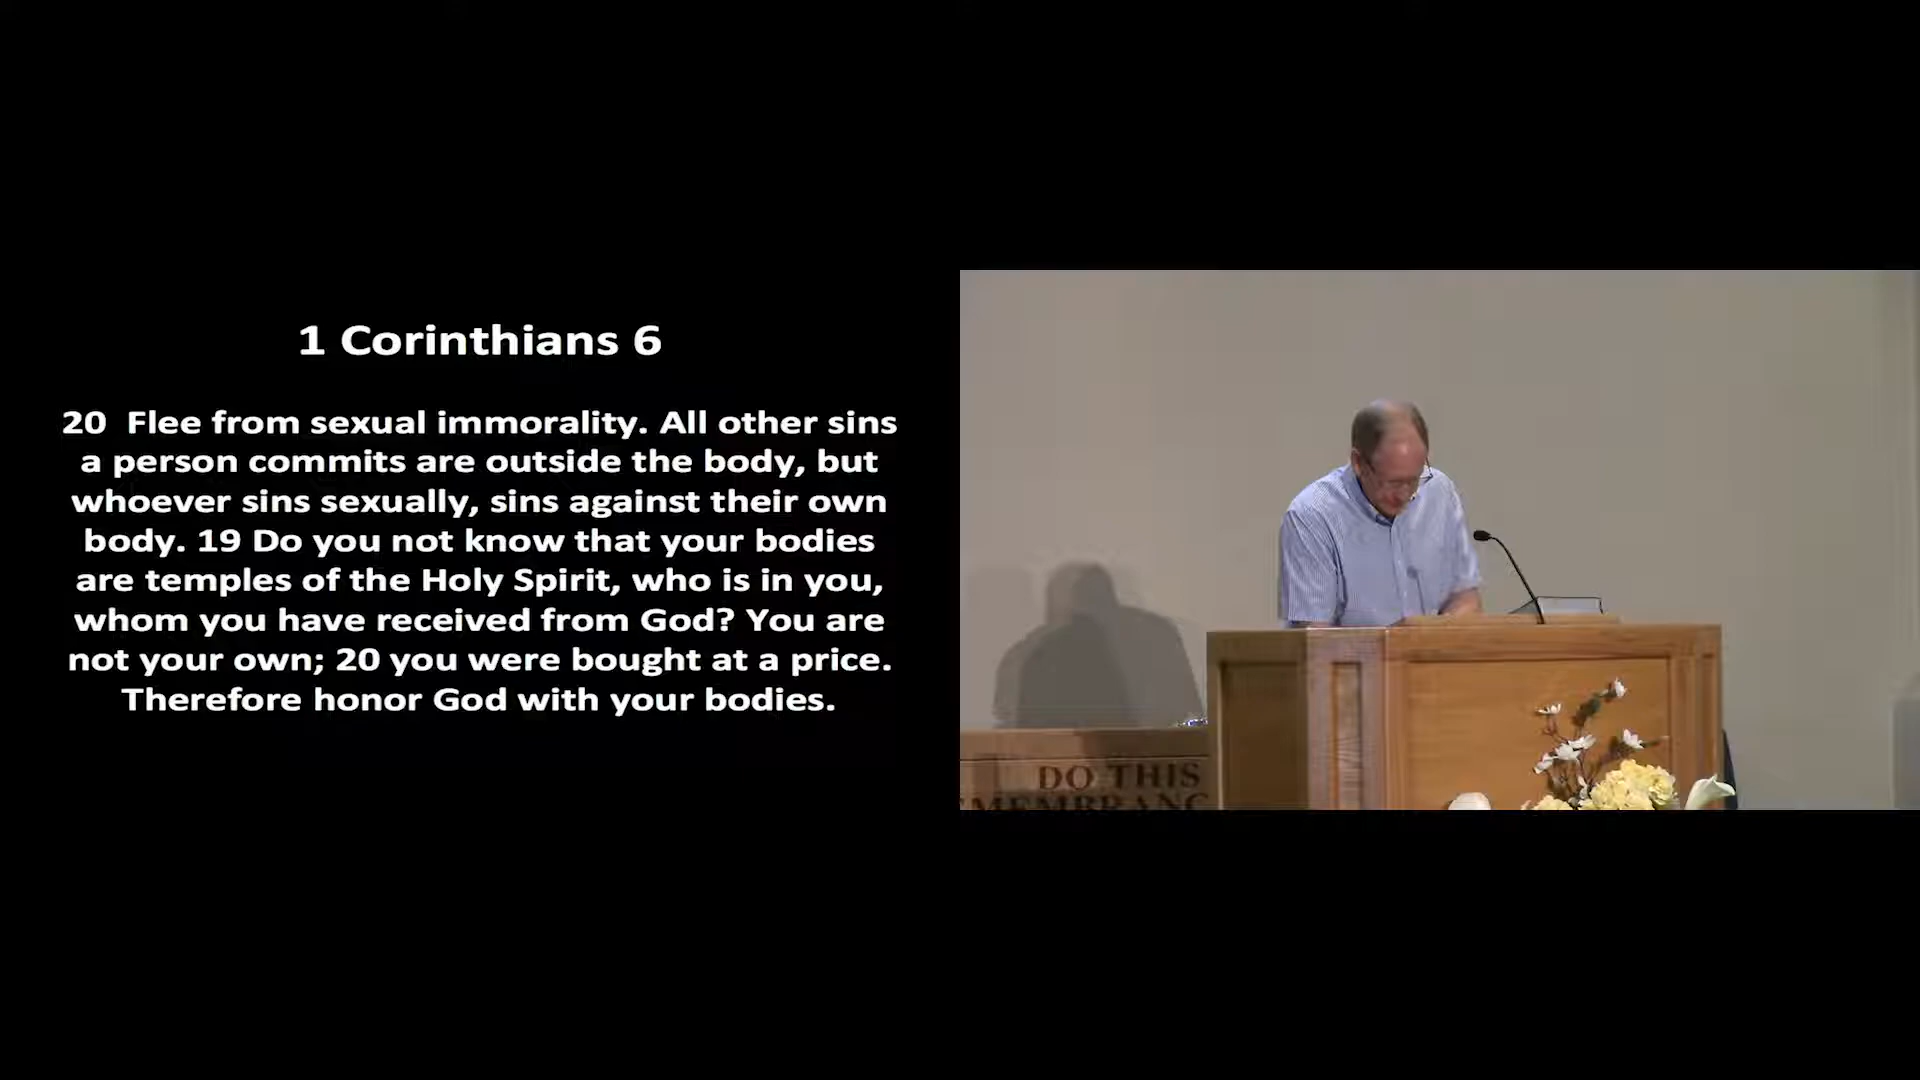 1 Corinthians 6
20 Flee from sexual immorality. All other sins
a person commits are outside the body, but
whoever sins sexually, sins against their own
body. 19 Do you not know that your bodies
are temples of the Holy Spirit, who is in you,
whom you have received from God? You are
not your own; 20 you were bought at a price.
Therefore honor God with your bodies.
DO THIS
EMEMBRANC